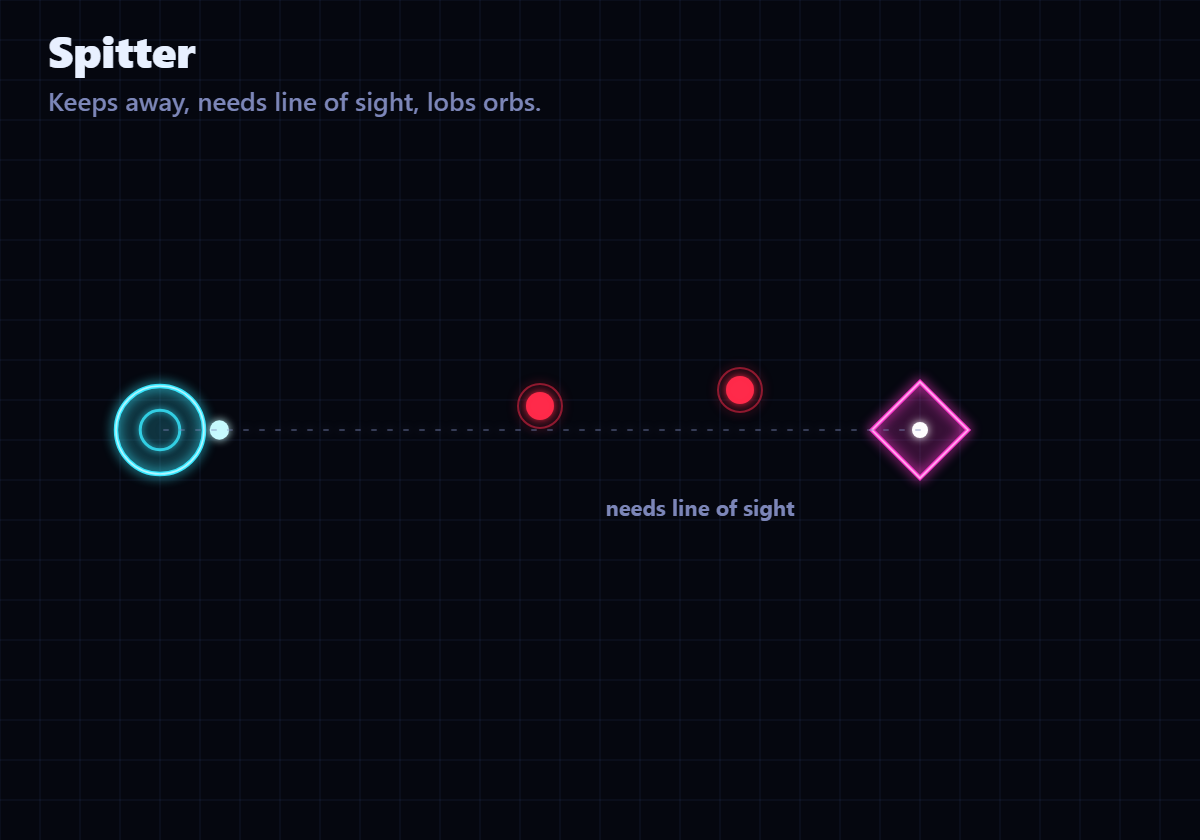 Spitter
Keeps away, needs line of sight, lobs orbs.
needs line of sight